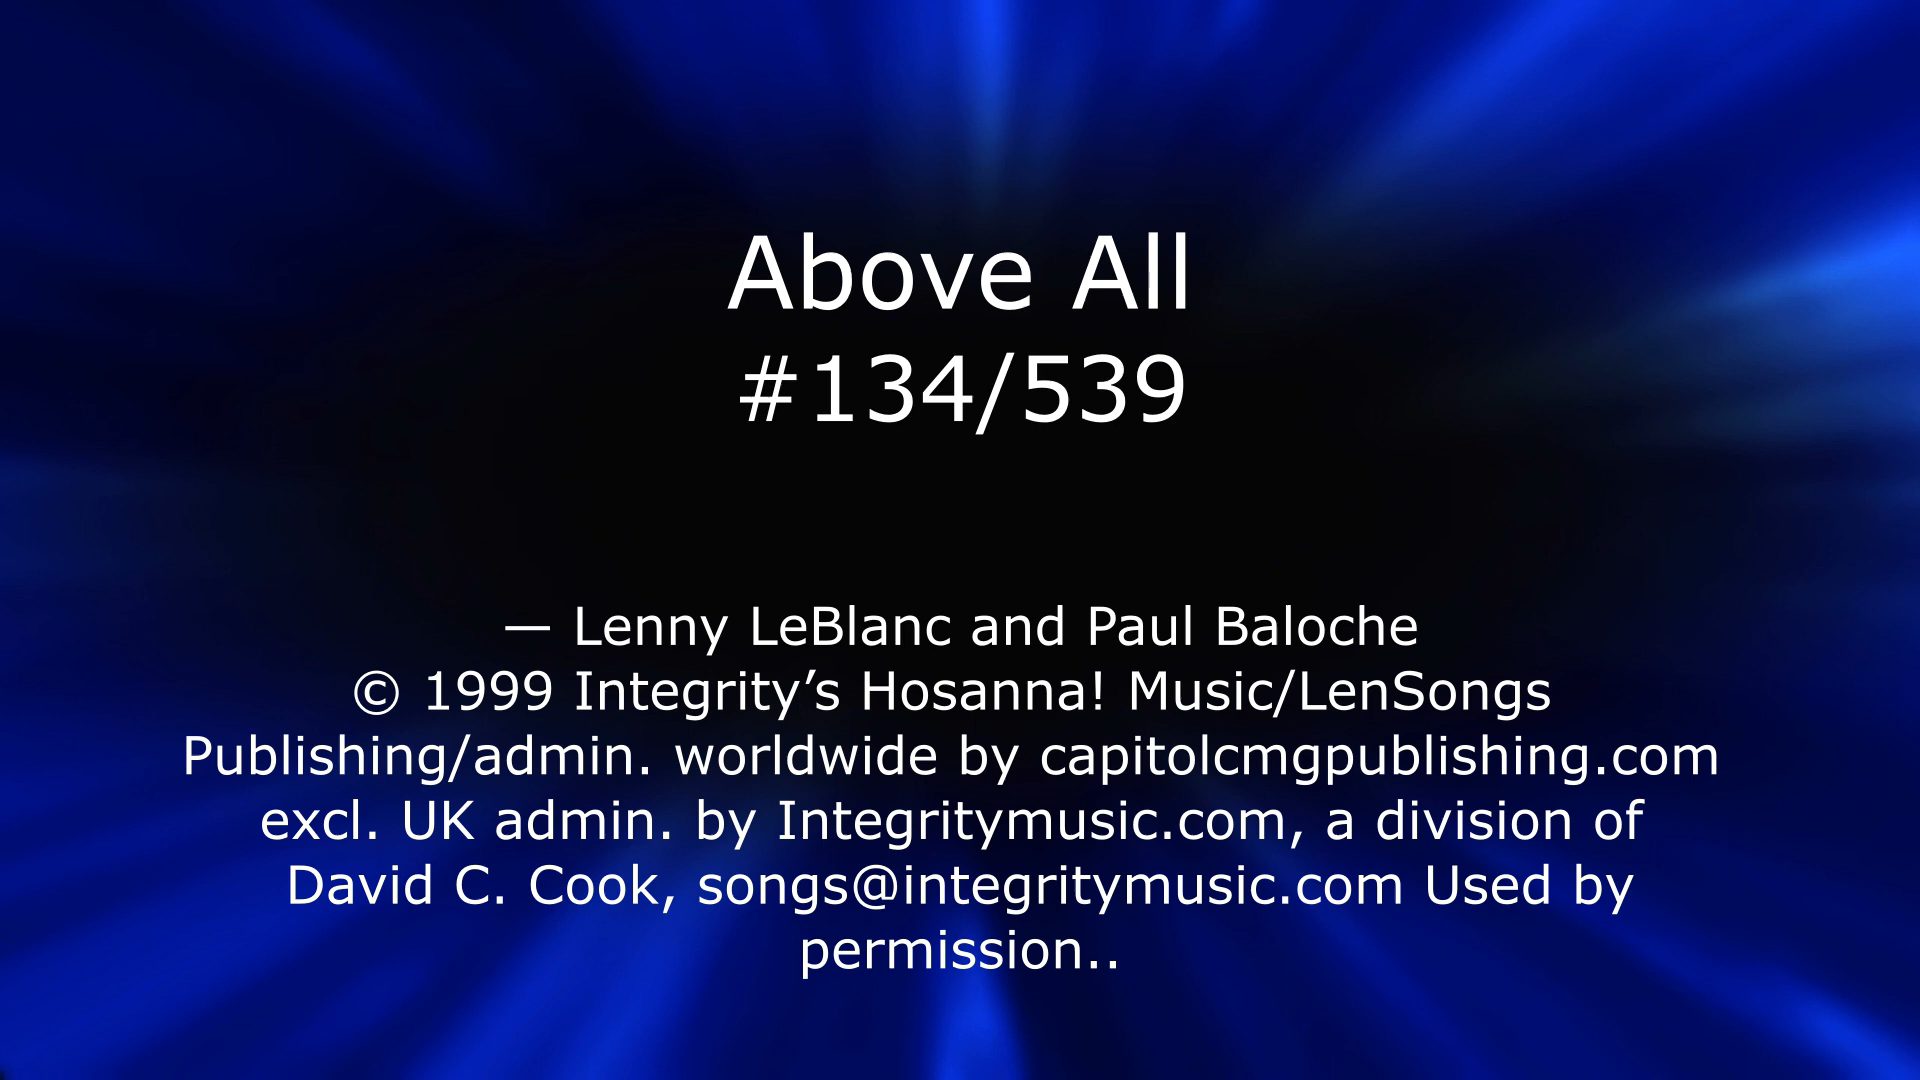 Above All
#134/539
— Lenny LeBlanc and Paul Baloche
© 1999 Integrity’s Hosanna! Music/LenSongs
Publishing/admin. worldwide by capitolcmgpublishing.com
excl. UK admin. by Integritymusic.com, a division of
David C. Cook, songs@integritymusic.com Used by
permission..